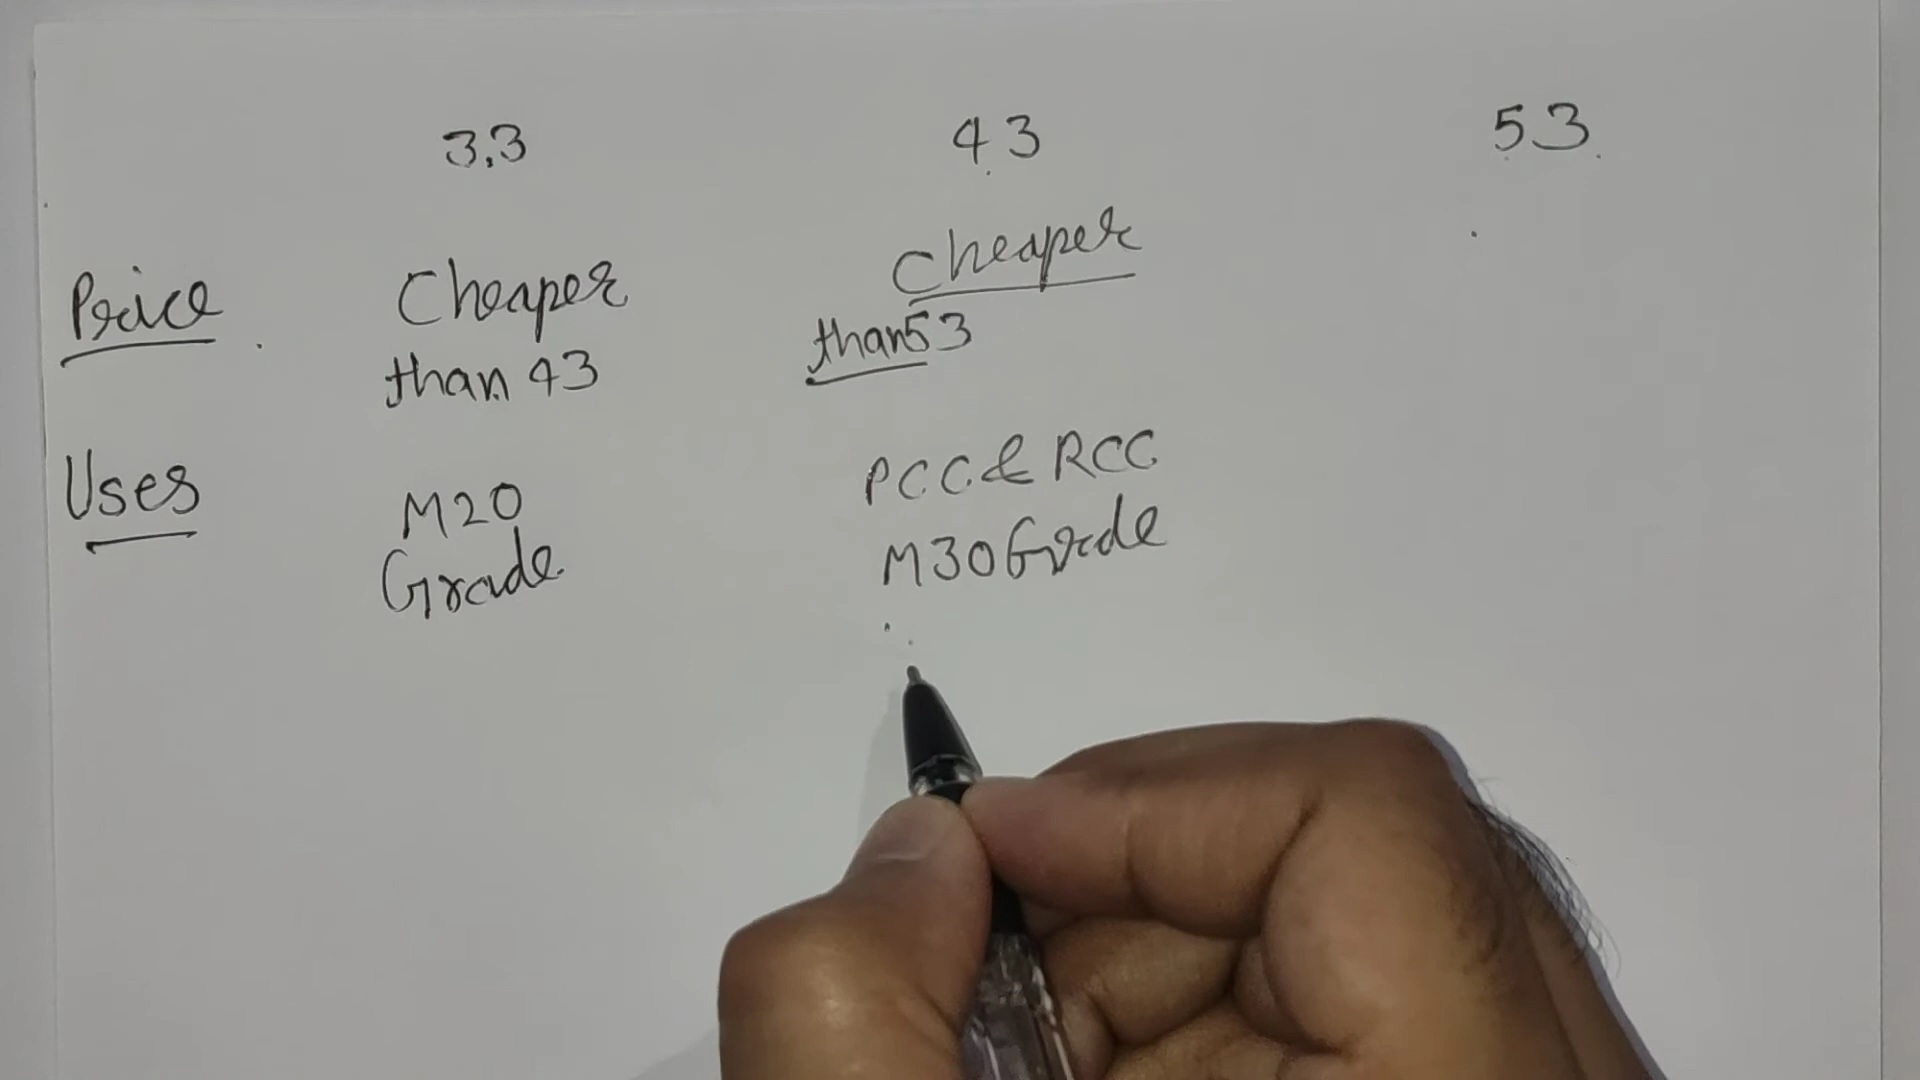 33 43 53
Price Cheaper Cheaper
than 43 than 53
Uses M20 PCC & RCC
Grade M30 Grade